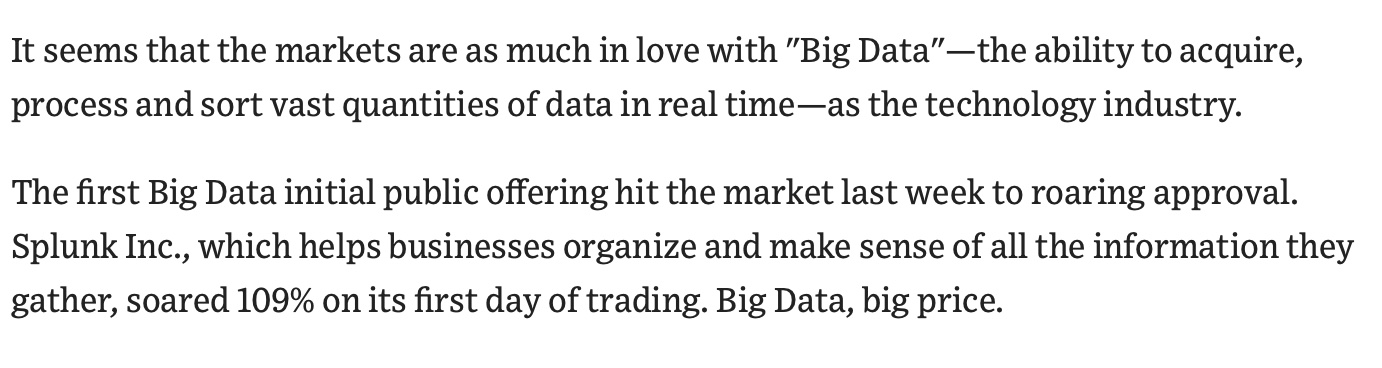 It seems that the markets are as much in love with "Big Data"—the ability to acquire,
process and sort vast quantities of data in real time—as the technology industry.
The first Big Data initial public offering hit the market last week to roaring approval.
Splunk Inc., which helps businesses organize and make sense of all the information they
gather, soared 109% on its first day of trading. Big Data, big price.